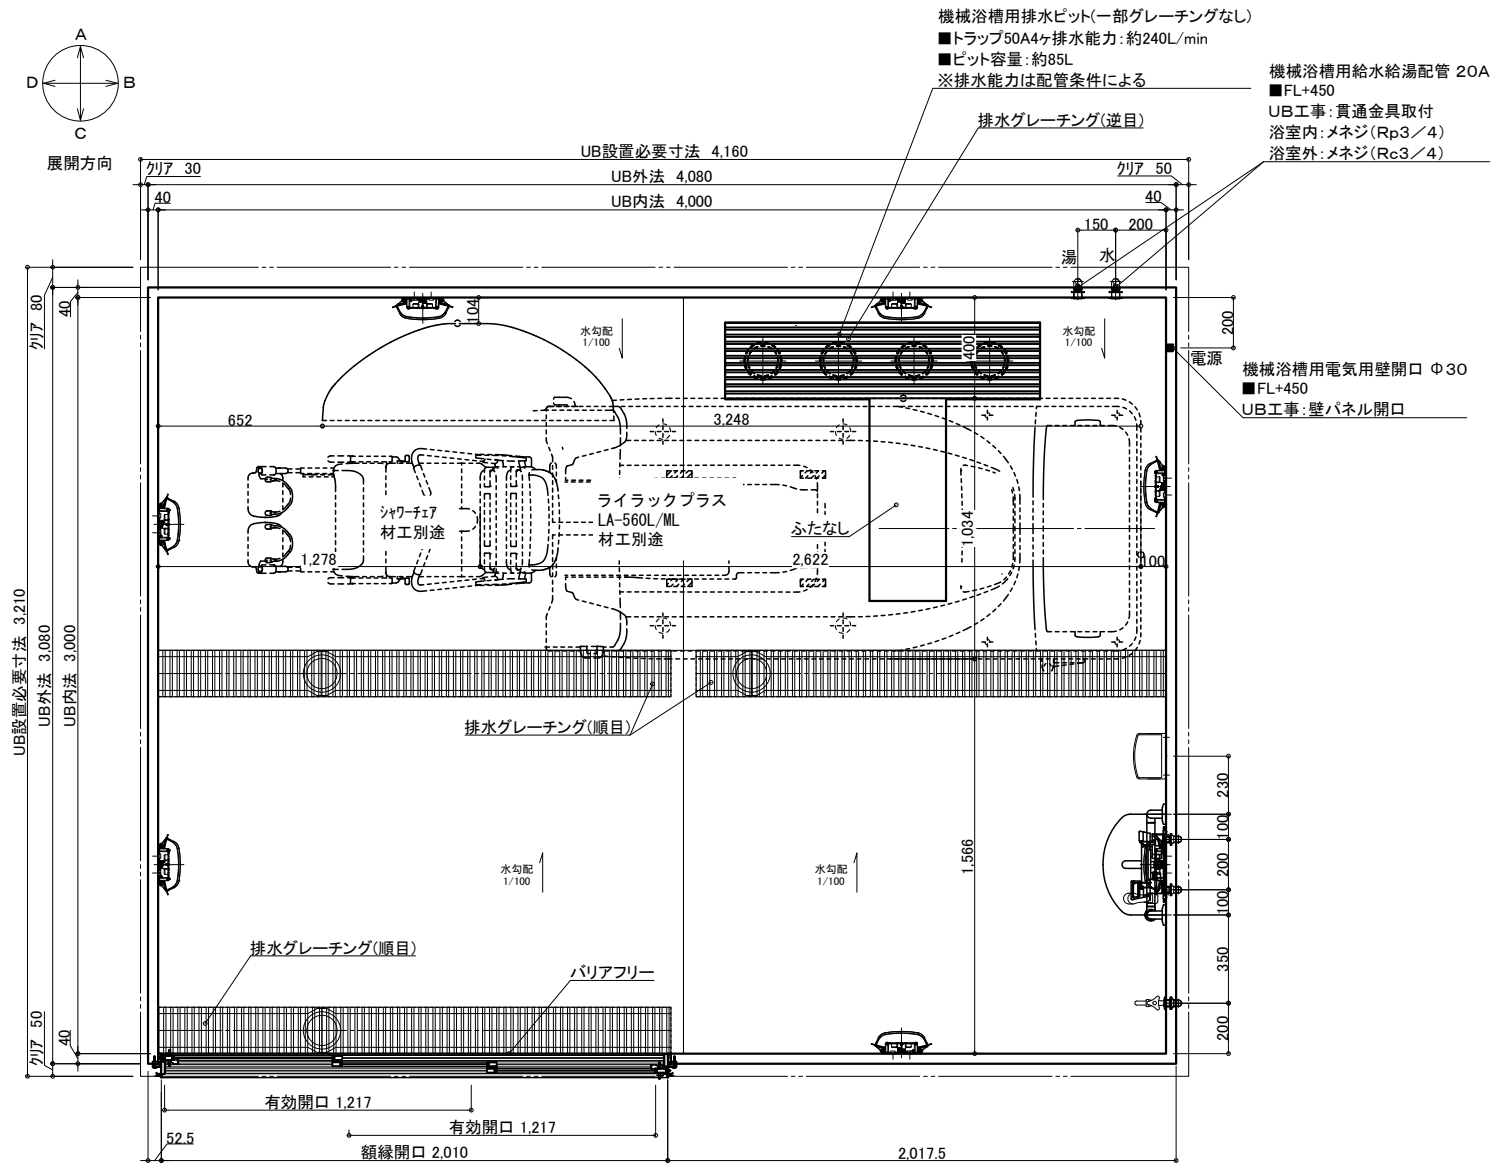 機械浴槽用排水ピット(一部グレーチングなし)
■トラップ50A4ヶ排水能力:約240L/min
■ピット容量:約85L
※排水能力は配管条件による
機械浴槽用給水給湯配管 20A
■FL+450
UB工事:貫通金具取付
浴室内:メネジ(Rp3/4)
浴室外:メネジ(Rc3/4)
A
D
B
C
展開方向
排水グレーチング(逆目)
UB設置必要寸法 4,160
クリア 30
UB外法 4,080
クリア 50
40
UB内法 4,000
40
150
200
湯
水
クリア 80
40
104
水勾配
1/100
400
水勾配
1/100
200
電源
機械浴槽用電気用壁開口 Φ30
■FL+450
UB工事:壁パネル開口
652
3,248
シャワーチェア
材工別途
ライラックプラス
LA-560L/ML
材工別途
ふたなし
1,034
1,278
2,622
100
UB設置必要寸法 3,210
UB外法 3,080
UB内法 3,000
排水グレーチング(順目)
230
100
200
100
350
200
水勾配
1/100
水勾配
1/100
1,566
排水グレーチング(順目)
バリアフリー
クリア 50
40
有効開口 1,217
有効開口 1,217
52.5
額縁開口 2,010
2,017.5